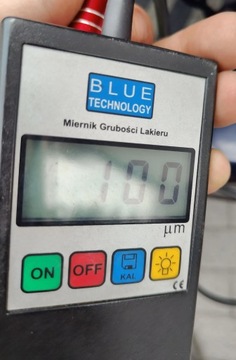 BLUE
TECHNOLOGY
Miernik Grubości Lakieru
100
µm
ON
OFF
KAL
CE